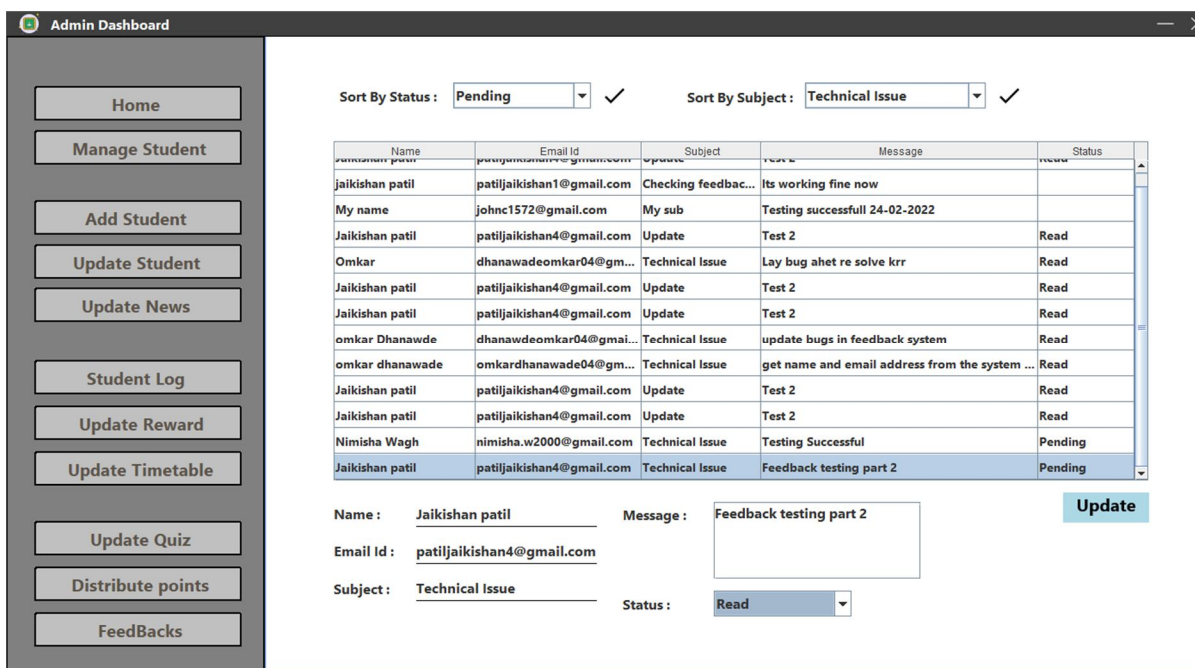 Admin Dashboard
Home
Manage Student
Add Student
Update Student
Update News
Student Log
Update Reward
Update Timetable
Update Quiz
Distribute points
FeedBacks
Sort By Status : Pending Sort By Subject : Technical Issue
Name Email Id Subject Message Status
Jaikishan patil patiljaikishan4@gmail.com Update Test 2 Read
jaikishan patil patiljaikishan1@gmail.com Checking feedbac... Its working fine now
My name johnc1572@gmail.com My sub Testing successfull 24-02-2022
Jaikishan patil patiljaikishan4@gmail.com Update Test 2 Read
Omkar dhanawadeomkar04@gm... Technical Issue Lay bug ahet re solve krr Read
Jaikishan patil patiljaikishan4@gmail.com Update Test 2 Read
Jaikishan patil patiljaikishan4@gmail.com Update Test 2 Read
omkar Dhanawde dhanawdeomkar04@gmai... Technical Issue update bugs in feedback system Read
omkar dhanawade omkardhanawade04@gm... Technical Issue get name and email address from the system ... Read
Jaikishan patil patiljaikishan4@gmail.com Update Test 2 Read
Jaikishan patil patiljaikishan4@gmail.com Update Test 2 Read
Nimisha Wagh nimisha.w2000@gmail.com Technical Issue Testing Successful Pending
Jaikishan patil patiljaikishan4@gmail.com Technical Issue Feedback testing part 2 Pending
Update
Name : Jaikishan patil Message : Feedback testing part 2
Email Id : patiljaikishan4@gmail.com
Subject : Technical Issue
Status : Read